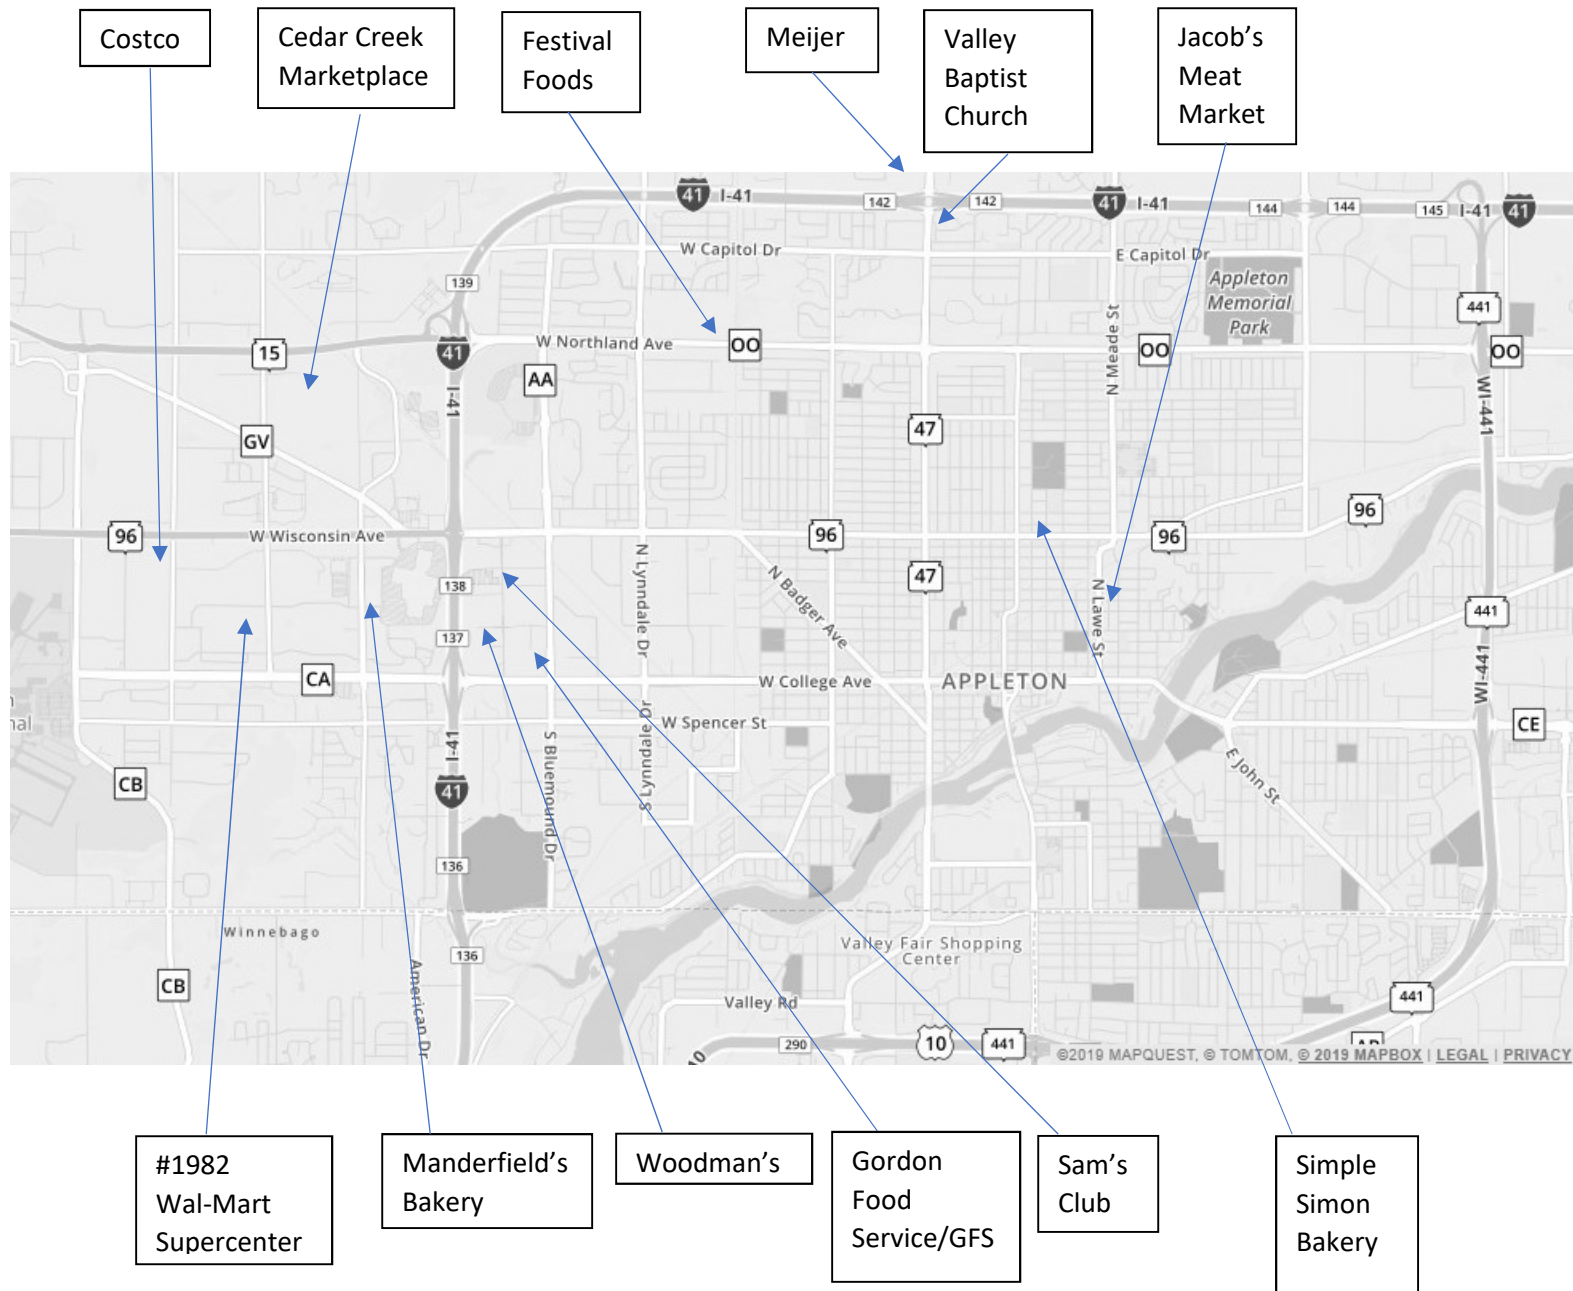 Costco
Cedar Creek
Marketplace
Festival
Foods
Meijer
Valley
Baptist
Church
Jacob's
Meat
Market
41
I-41
142
142
41
I-41
144
144
145
I-41
41
W Capitol Dr
E Capitol Dr
Appleton
Memorial
Park
139
441
15
41
W Northland Ave
OO
OO
OO
AA
I-41
N Meade St
WI-441
47
GV
96
W Wisconsin Ave
96
96
96
138
N Lynndale Dr
N Badger Ave
47
N Lawe St
441
137
CA
W College Ave
APPLETON
WI-441
nal
W Spencer St
CE
I-41
S Bluemound Dr
S Lynndale Dr
E John St
CB
41
136
Winnebago
136
Valley Fair Shopping
Center
American Dr
CB
Valley Rd
441
10
290
10
441
©2019 MAPQUEST, © TOMTOM, © 2019 MAPBOX | LEGAL | PRIVACY
#1982
Wal-Mart
Supercenter
Manderfield's
Bakery
Woodman's
Gordon
Food
Service/GFS
Sam's
Club
Simple
Simon
Bakery